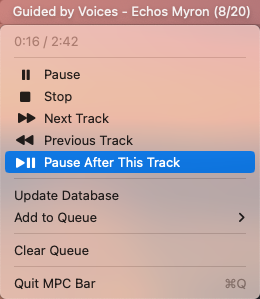 Guided by Voices - Echos Myron (8/20)
0:16 / 2:42
Pause
Stop
Next Track
Previous Track
Pause After This Track
Update Database
Add to Queue
Clear Queue
Quit MPC Bar ⌘Q